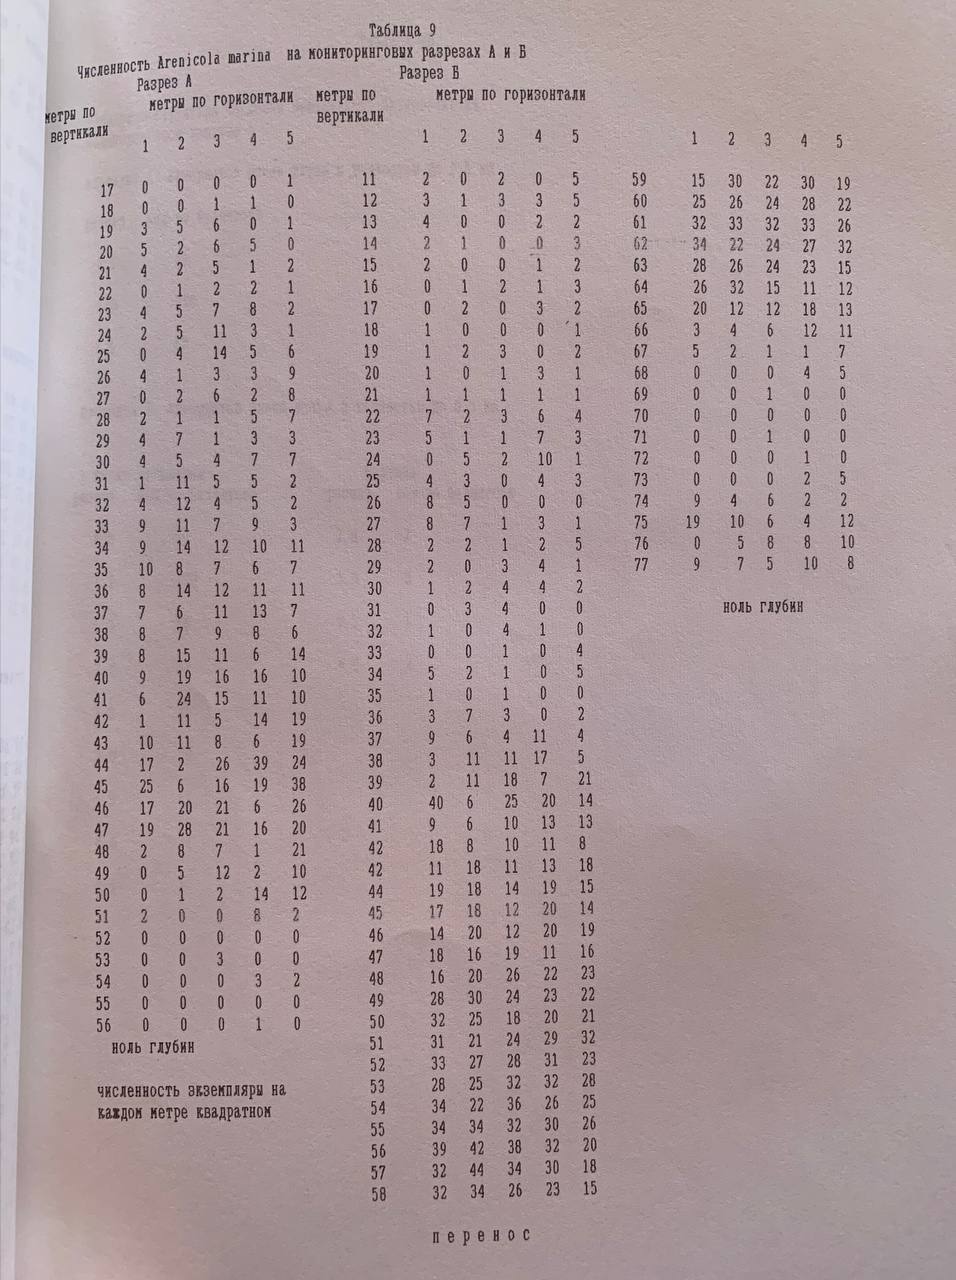 Таблица 9
Численность Arenicola marina на мониторинговых разрезах А и Б
Разрез А Разрез Б
метры по вертикали метры по горизонтали метры по вертикали метры по горизонтали
1 2 3 4 5 1 2 3 4 5 1 2 3 4 5
17 0 0 0 0 1 11 2 0 2 0 5 59 15 30 22 30 19
18 0 0 1 1 0 12 3 1 3 3 5 60 25 26 24 28 22
19 3 5 6 0 1 13 4 0 0 2 2 61 32 33 32 33 26
20 5 2 6 5 0 14 2 1 0 0 3 62 34 22 24 27 32
21 4 2 5 1 2 15 2 0 0 1 2 63 28 26 24 23 15
22 0 1 2 2 1 16 0 1 2 1 3 64 26 32 15 11 12
23 4 5 7 8 2 17 0 2 0 3 2 65 20 12 12 18 13
24 2 5 11 3 1 18 1 0 0 0 1 66 3 4 6 12 11
25 0 4 14 5 6 19 1 2 3 0 2 67 5 2 1 1 7
26 4 1 3 3 9 20 1 0 1 3 1 68 0 0 0 4 5
27 0 2 6 2 8 21 1 1 1 1 1 69 0 0 1 0 0
28 2 1 1 5 7 22 7 2 3 6 4 70 0 0 0 0 0
29 4 7 1 3 3 23 5 1 1 7 3 71 0 0 1 0 0
30 4 5 4 7 7 24 0 5 2 10 1 72 0 0 0 1 0
31 1 11 5 5 2 25 4 3 0 4 3 73 0 0 0 2 5
32 4 12 4 5 2 26 8 5 0 0 0 74 9 4 6 2 2
33 9 11 7 9 3 27 8 7 1 3 1 75 19 10 6 4 12
34 9 14 12 10 11 28 2 2 1 2 5 76 0 5 8 8 10
35 10 8 7 6 7 29 2 0 3 4 1 77 9 7 5 10 8
36 8 14 12 11 11 30 1 2 4 4 2
37 7 6 11 13 7 31 0 3 4 0 0 ноль глубин
38 8 7 9 8 6 32 1 0 4 1 0
39 8 15 11 6 14 33 0 0 1 0 4
40 9 19 16 16 10 34 5 2 1 0 5
41 6 24 15 11 10 35 1 0 1 0 0
42 1 11 5 14 19 36 3 7 3 0 2
43 10 11 8 6 19 37 9 6 4 11 4
44 17 2 26 39 24 38 3 11 11 17 5
45 25 6 16 19 38 39 2 11 18 7 21
46 17 20 21 6 26 40 40 6 25 20 14
47 19 28 21 16 20 41 9 6 10 13 13
48 2 8 7 1 21 42 18 8 10 11 8
49 0 5 12 2 10 42 11 18 11 13 18
50 0 1 2 14 12 44 19 18 14 19 15
51 2 0 0 8 2 45 17 18 12 20 14
52 0 0 0 0 0 46 14 20 12 20 19
53 0 0 3 0 0 47 18 16 19 11 16
54 0 0 0 3 2 48 16 20 26 22 23
55 0 0 0 0 0 49 28 30 24 23 22
56 0 0 0 1 0 50 32 25 18 20 21
ноль глубин 51 31 21 24 29 32
52 33 27 28 31 23
численность экземпляры на 53 28 25 32 32 28
каждом метре квадратном 54 34 22 36 26 25
55 34 34 32 30 26
56 39 42 38 32 20
57 32 44 34 30 18
58 32 34 26 23 15
перенос